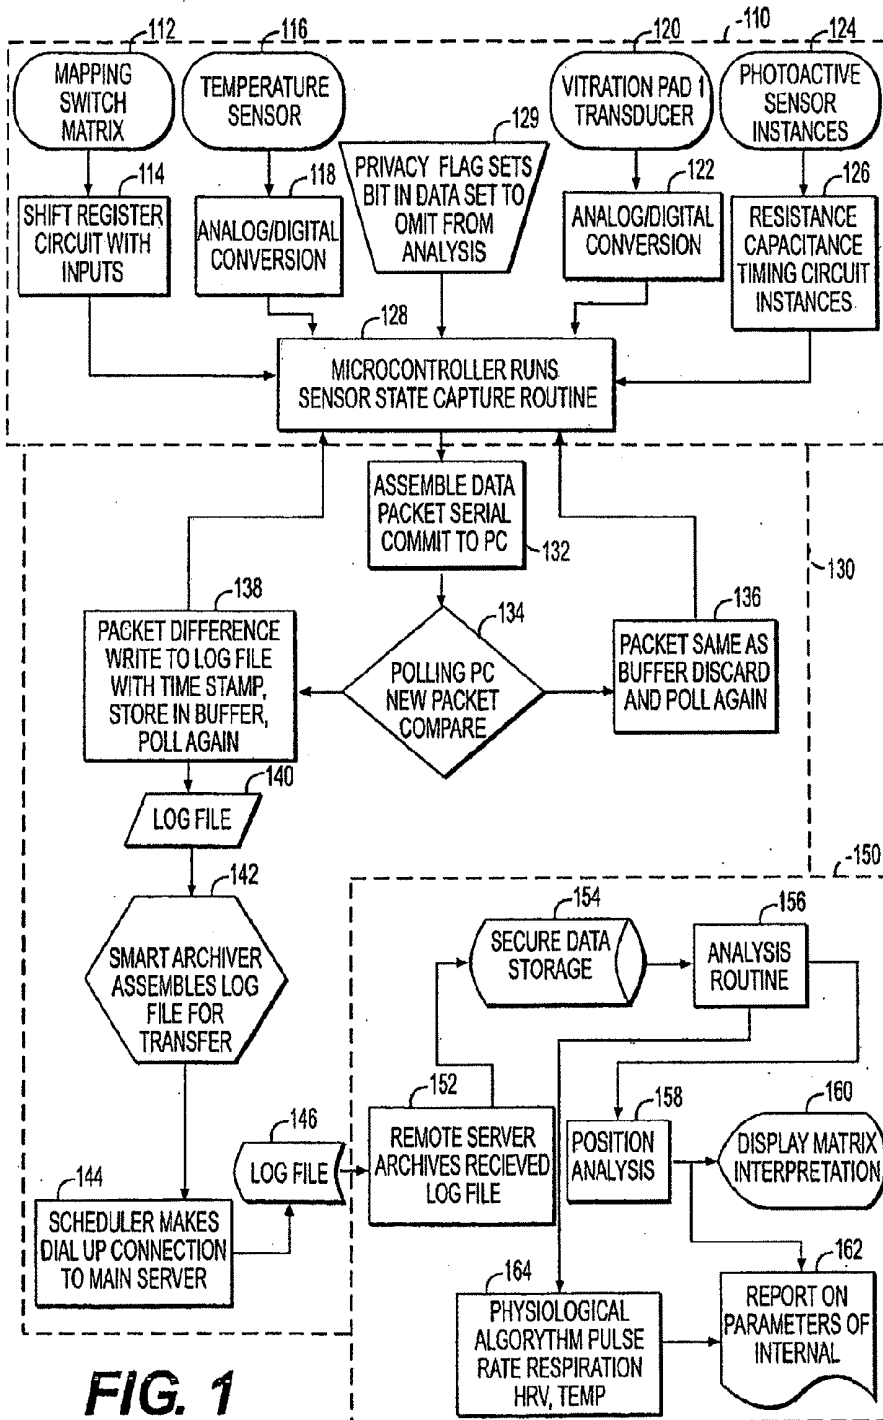 112
116
120
-110
124
MAPPING
SWITCH
MATRIX
TEMPERATURE
SENSOR
VITRATION PAD 1
TRANSDUCER
PHOTOACTIVE
SENSOR
INSTANCES
129
PRIVACY FLAG SETS
BIT IN DATA SET TO
OMIT FROM
ANALYSIS
114
SHIFT REGISTER
CIRCUIT WITH
INPUTS
118
ANALOG/DIGITAL
CONVERSION
122
ANALOG/DIGITAL
CONVERSION
126
RESISTANCE
CAPACITANCE
TIMING CIRCUIT
INSTANCES
128
MICROCONTROLLER RUNS
SENSOR STATE CAPTURE ROUTINE
ASSEMBLE DATA
PACKET SERIAL
COMMIT TO PC
132
130
138
PACKET DIFFERENCE
WRITE TO LOG FILE
WITH TIME STAMP,
STORE IN BUFFER,
POLL AGAIN
134
POLLING PC
NEW PACKET
COMPARE
136
PACKET SAME AS
BUFFER DISCARD
AND POLL AGAIN
140
LOG FILE
142
SMART ARCHIVER
ASSEMBLES LOG
FILE FOR
TRANSFER
-150
154
SECURE DATA
STORAGE
156
ANALYSIS
ROUTINE
144
SCHEDULER MAKES
DIAL UP CONNECTION
TO MAIN SERVER
146
LOG FILE
152
REMOTE SERVER
ARCHIVES RECIEVED
LOG FILE
158
POSITION
ANALYSIS
160
DISPLAY MATRIX
INTERPRETATION
164
PHYSIOLOGICAL
ALGORYTHM PULSE
RATE RESPIRATION
HRV, TEMP
162
REPORT ON
PARAMETERS OF
INTERNAL
FIG. 1